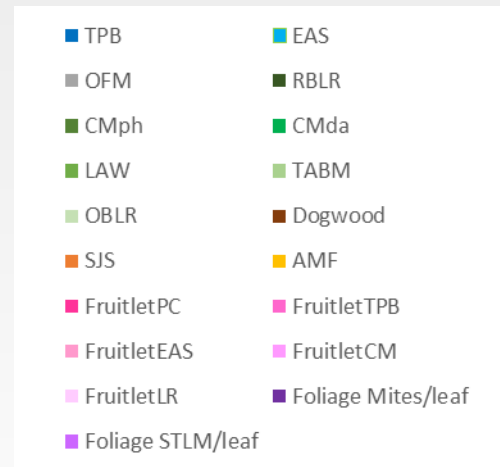 TPB EAS
OFM RBLR
CMph CMda
LAW TABM
OBLR Dogwood
SJS AMF
FruitletPC FruitletTPB
FruitletEAS FruitletCM
FruitletLR Foliage Mites/leaf
Foliage STLM/leaf